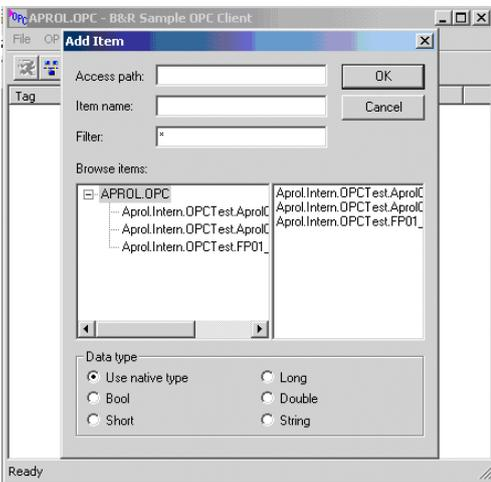 APROL.OPC - B&R Sample OPC Client
File OP
Add Item
Access path:
OK
Item name:
Cancel
Tag
Filter:
*
Browse items:
APROL.OPC
Aprol.Intern.OPCTest.AprolC
Aprol.Intern.OPCTest.AprolC
Aprol.Intern.OPCTest.FP01_
Aprol.Intern.OPCTest.AprolC
Aprol.Intern.OPCTest.AprolC
Aprol.Intern.OPCTest.FP01_
Data type
Use native type
Long
Bool
Double
Short
String
Ready